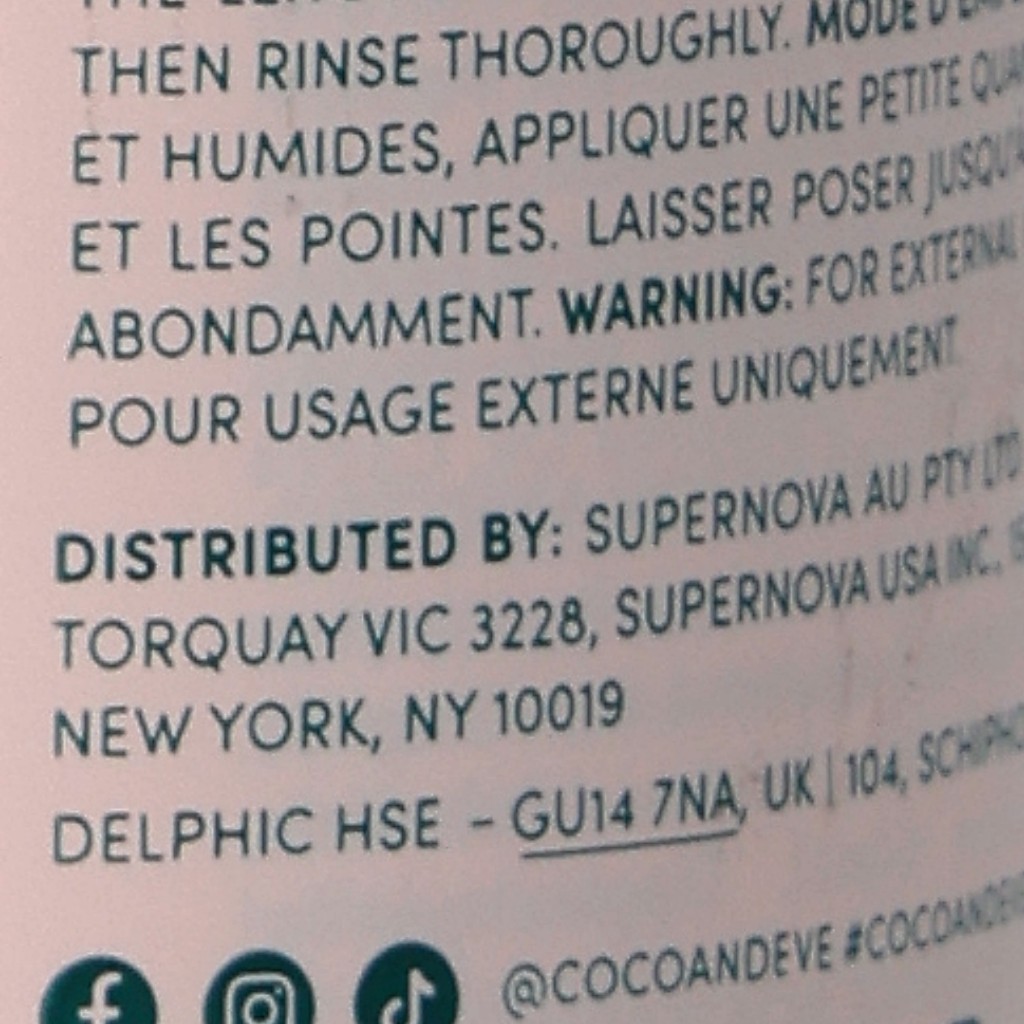 THEN RINSE THOROUGHLY. MODE
ET HUMIDES, APPLIQUER UNE PETITE
ET LES POINTES. LAISSER POSER
ABONDAMMENT. WARNING: FOR EXTERNAL
POUR USAGE EXTERNE UNIQUEMENT.
DISTRIBUTED BY: SUPERNOVA AU PTY LTD
TORQUAY VIC 3228, SUPERNOVA USA INC.
NEW YORK, NY 10019
DELPHIC HSE - GU14 7NA, UK | 104,
@COCOANDEVE #COCOANDEVE